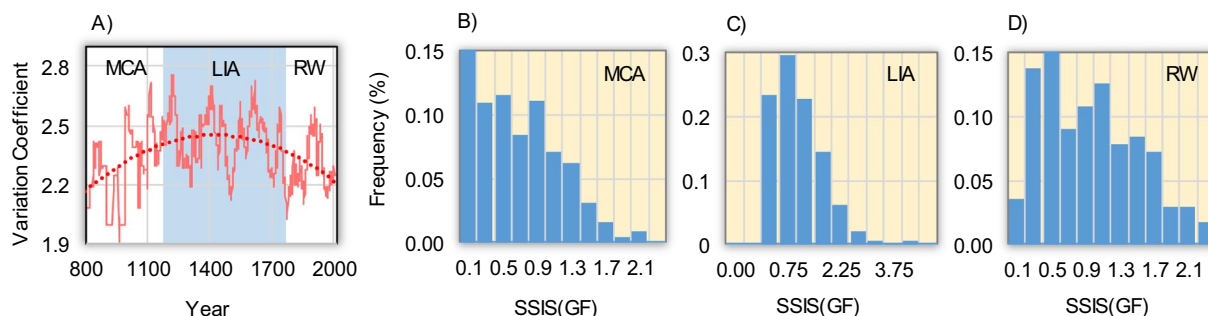 A)
MCA LIA RW
Variation Coefficient
2.8
2.5
2.2
1.9
800 1100 1400 1700 2000
Year
B)
MCA
Frequency (%)
0.15
0.10
0.05
0.00
0.1 0.5 0.9 1.3 1.7 2.1
SSIS(GF)
C)
LIA
0.3
0.2
0.1
0
0.00 0.75 2.25 3.75
SSIS(GF)
D)
RW
0.15
0.10
0.05
0.00
0.1 0.5 0.9 1.3 1.7 2.1
SSIS(GF)